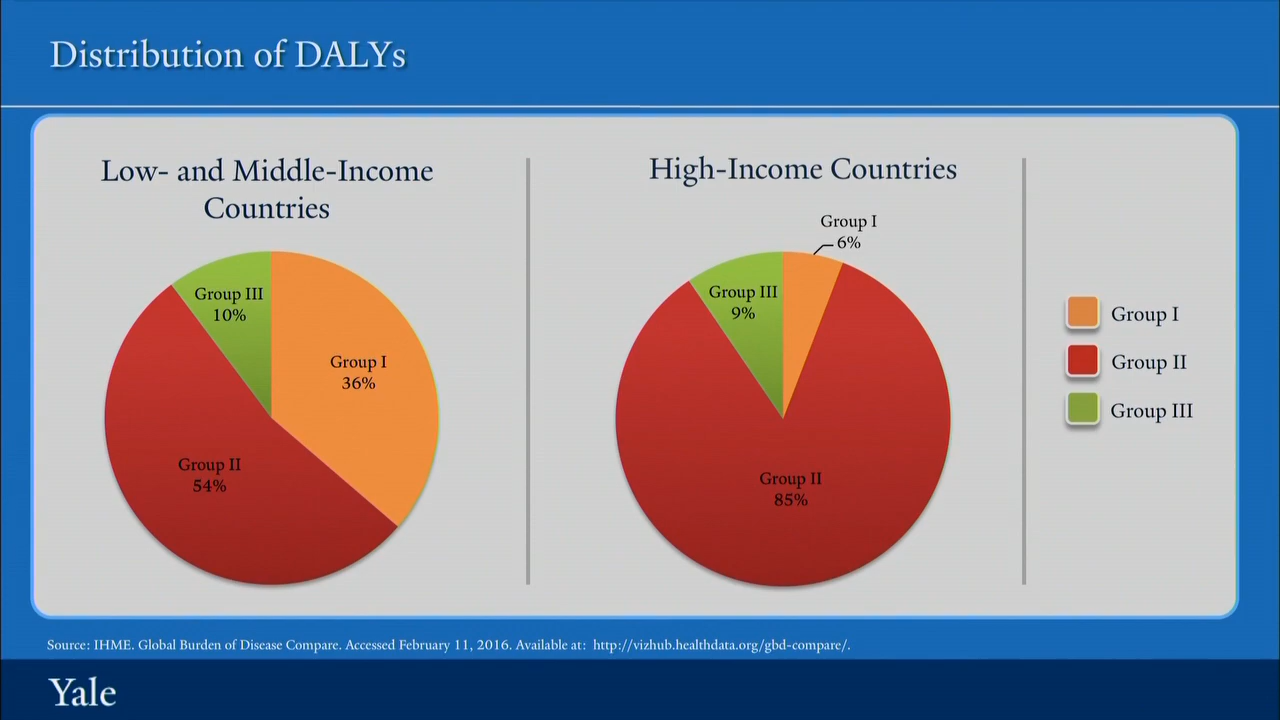 Distribution of DALYs
Low- and Middle-Income
Countries
Group III
10%
Group I
36%
Group II
54%
High-Income Countries
Group I
6%
Group III
9%
Group II
85%
Group I
Group II
Group III
Source: IHME. Global Burden of Disease Compare. Accessed February 11, 2016. Available at:  http://vizhub.healthdata.org/gbd-compare/.
Yale